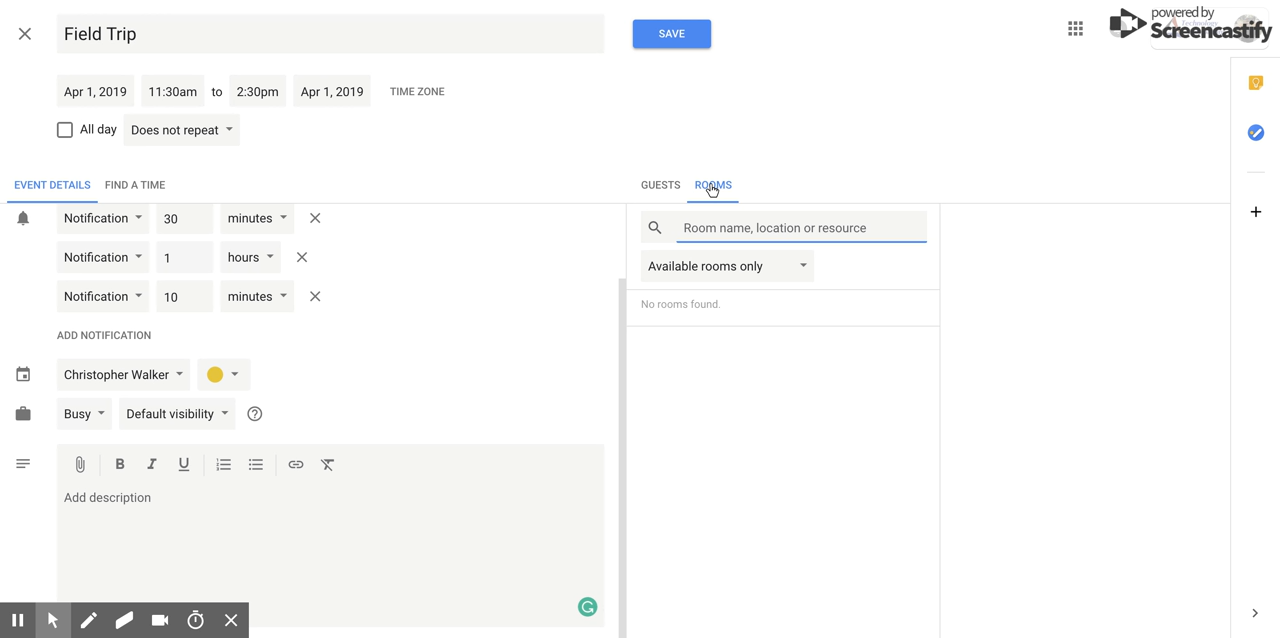 Field Trip
SAVE
powered by
Screencastify
Technology
Apr 1, 2019 11:30am to 2:30pm Apr 1, 2019 TIME ZONE
All day Does not repeat
EVENT DETAILS FIND A TIME
GUESTS ROOMS
Notification 30 minutes
Notification 1 hours
Notification 10 minutes
ADD NOTIFICATION
Christopher Walker
Busy Default visibility ?
B I U
Add description
Room name, location or resource
Available rooms only
No rooms found.